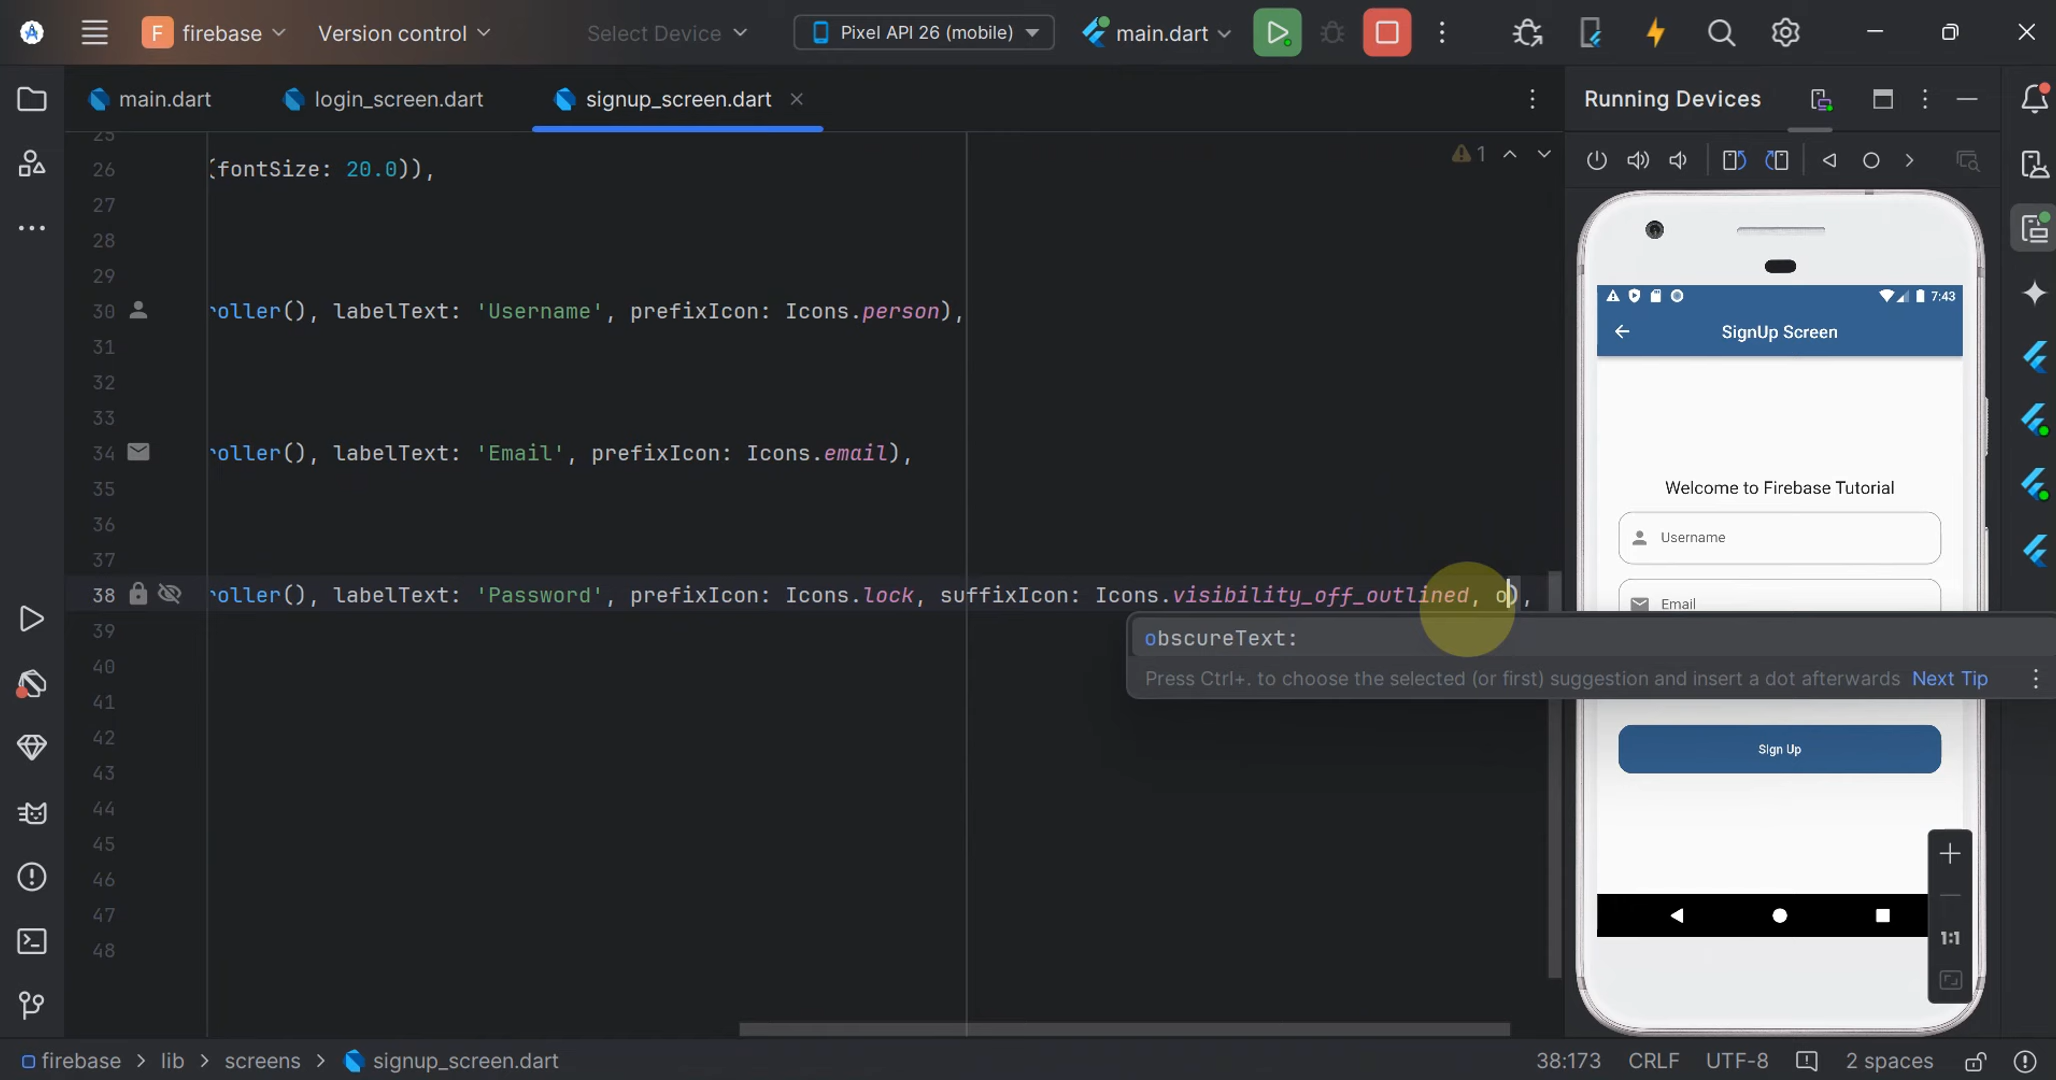 F firebase Version control Select Device Pixel API 26 (mobile) main.dart
main.dart login_screen.dart signup_screen.dart
Running Devices
1
25
26 (fontSize: 20.0)),
27
28
29
30 roller(), labelText: 'Username', prefixIcon: Icons.person),
31
32
33
34 roller(), labelText: 'Email', prefixIcon: Icons.email),
35
36
37
38 roller(), labelText: 'Password', prefixIcon: Icons.lock, suffixIcon: Icons.visibility_off_outlined, o),
39
40
41
42
43
44
45
46
47
48
obscureText:
Press Ctrl+. to choose the selected (or first) suggestion and insert a dot afterwards Next Tip
7:43
SignUp Screen
Welcome to Firebase Tutorial
Username
Email
Sign Up
1:1
firebase > lib > screens > signup_screen.dart
38:173 CRLF UTF-8 2 spaces